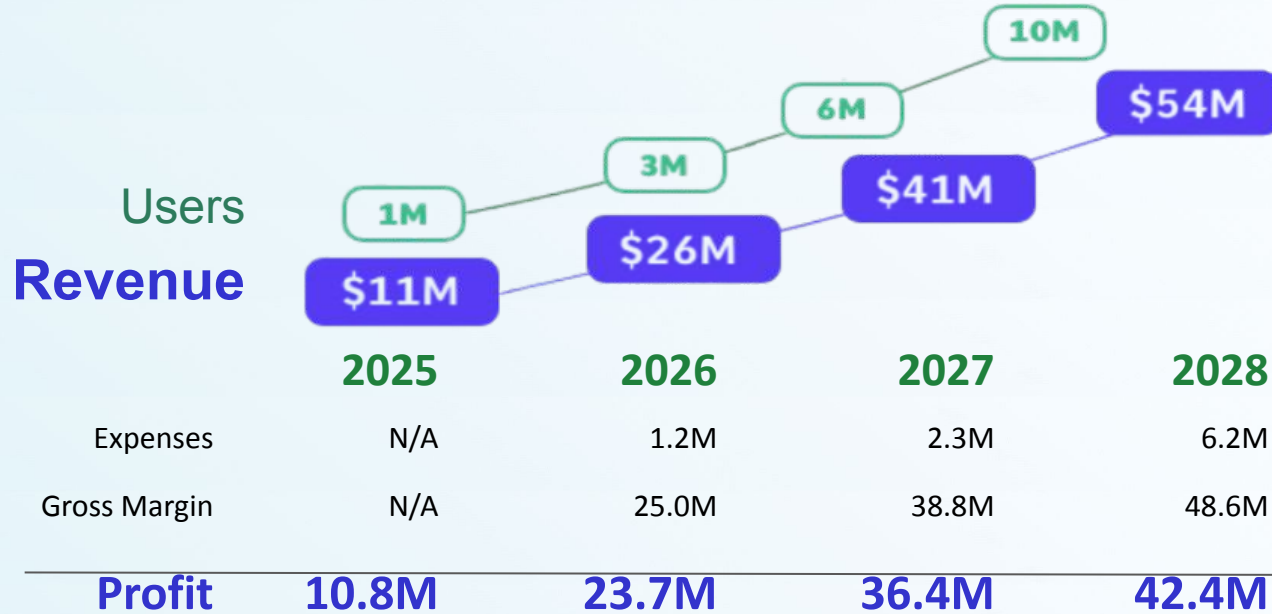 10M
$54M
6M
3M
$41M
Users
1M
$26M
Revenue
$11M
2025 2026 2027 2028
Expenses N/A 1.2M 2.3M 6.2M
Gross Margin N/A 25.0M 38.8M 48.6M
Profit 10.8M 23.7M 36.4M 42.4M